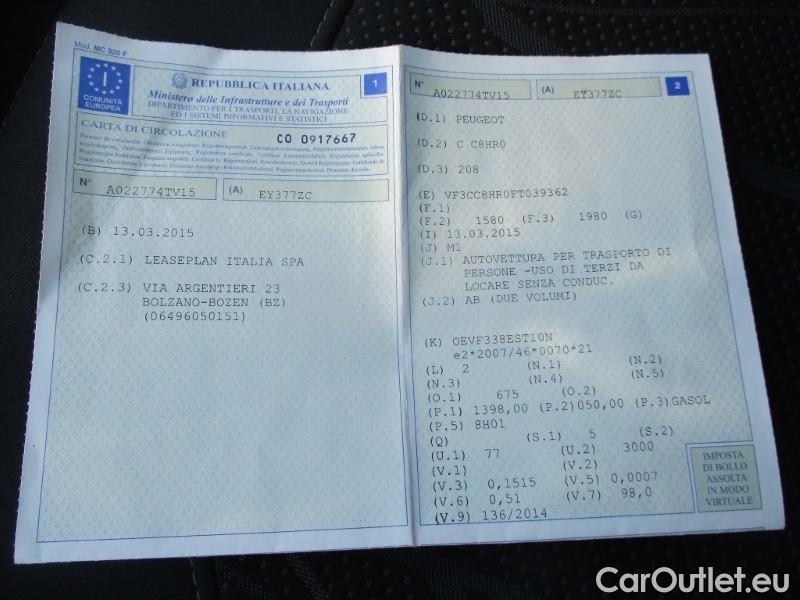 Mod. MC 820 F
I
COMUNITÀ
EUROPEA
REPUBBLICA ITALIANA
Ministero delle Infrastrutture e dei Trasporti
DIPARTIMENTO PER I TRASPORTI, LA NAVIGAZIONE
ED I SISTEMI INFORMATIVI E STATISTICI
1
CARTA DI CIRCOLAZIONE
CO 0917667
N° A022774TV15 (A) EY377ZC
(B) 13.03.2015
(C.2.1) LEASEPLAN ITALIA SPA
(C.2.3) VIA ARGENTIERI 23
BOLZANO-BOZEN (BZ)
(06496050151)
N° A022774TV15 (A) EY377ZC 2
(D.1) PEUGEOT
(D.2) C C8HR0
(D.3) 208
(E) VF3CC8HR0FT039362
(F.1)
(F.2) 1580 (F.3) 1980 (G)
(I) 13.03.2015
(J) M1
(J.1) AUTOVETTURA PER TRASPORTO DI
PERSONE -USO DI TERZI DA
LOCARE SENZA CONDUC.
(J.2) AB (DUE VOLUMI)
(K) OEVF338EST10N
e2*2007/46*0070*21
(L) 2 (N.1) (N.2)
(N.3) (N.4) (N.5)
(O.1) 675 (O.2)
(P.1) 1398,00 (P.2)050,00 (P.3)GASOL
(P.5) 8H01
(Q) (S.1) 5 (S.2)
(U.1) 77 (U.2) 3000
(V.1) (V.2)
(V.3) 0,1515 (V.5) 0,0007
(V.6) 0,51 (V.7) 98,0
(V.9) 136/2014
IMPOSTA
DI BOLLO
ASSOLTA
IN MODO
VIRTUALE
CarOutlet.eu